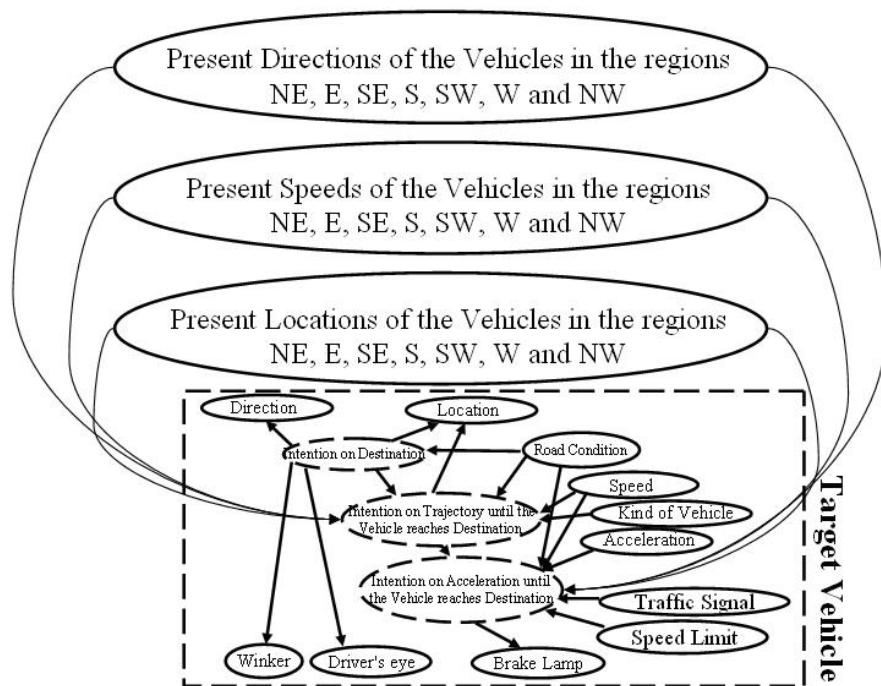 Present Directions of the Vehicles in the regions
NE, E, SE, S, SW, W and NW
Present Speeds of the Vehicles in the regions
NE, E, SE, S, SW, W and NW
Present Locations of the Vehicles in the regions
NE, E, SE, S, SW, W and NW
Direction
Location
Intention on Destination
Road Condition
Speed
Intention on Trajectory until the
Vehicle reaches Destination
Kind of Vehicle
Acceleration
Intention on Acceleration until
the Vehicle reaches Destination
Traffic Signal
Speed Limit
Winker
Driver's eye
Brake Lamp
Target Vehicle